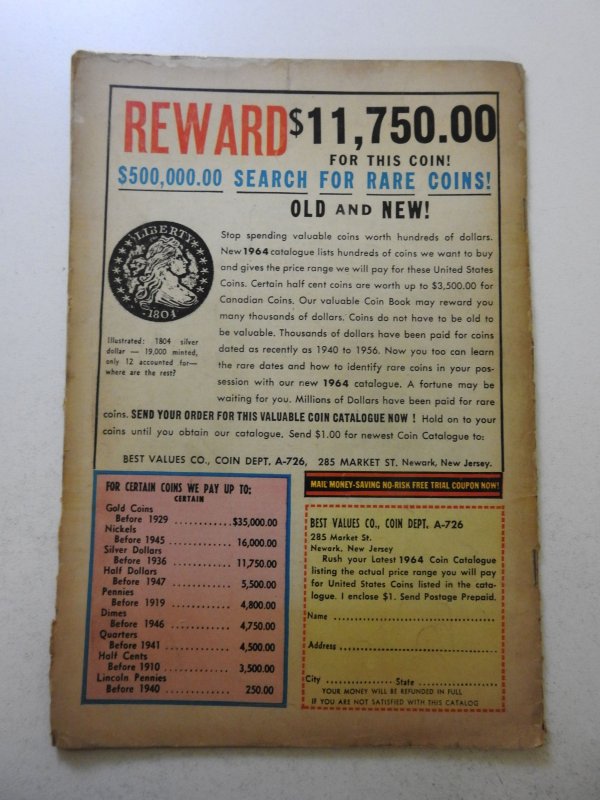 REWARD $11,750.00
FOR THIS COIN!
$500,000.00 SEARCH FOR RARE COINS!
OLD AND NEW!
LIBERTY
1804
Illustrated: 1804 silver
dollar — 19,000 minted,
only 12 accounted for—
where are the rest?
Stop spending valuable coins worth hundreds of dollars.
New 1964 catalogue lists hundreds of coins we want to buy
and gives the price range we will pay for these United States
Coins. Certain half cent coins are worth up to $3,500.00 for
Canadian Coins. Our valuable Coin Book may reward you
many thousands of dollars. Coins do not have to be old to
be valuable. Thousands of dollars have been paid for coins
dated as recently as 1940 to 1956. Now you too can learn
the rare dates and how to identify rare coins in your pos-
session with our new 1964 catalogue. A fortune may be
waiting for you. Millions of Dollars have been paid for rare
coins. SEND YOUR ORDER FOR THIS VALUABLE COIN CATALOGUE NOW ! Hold on to your
coins until you obtain our catalogue. Send $1.00 for newest Coin Catalogue to:
BEST VALUES CO., COIN DEPT. A-726, 285 MARKET ST. Newark, New Jersey.
FOR CERTAIN COINS WE PAY UP TO:
CERTAIN
Gold Coins
Before 1929 ..............$35,000.00
Nickels
Before 1945 .............. 16,000.00
Silver Dollars
Before 1936 .............. 11,750.00
Half Dollars
Before 1947 .............. 5,500.00
Pennies
Before 1919 .............. 4,800.00
Dimes
Before 1946 .............. 4,750.00
Quarters
Before 1941 .............. 4,500.00
Half Cents
Before 1910 .............. 3,500.00
Lincoln Pennies
Before 1940 .............. 250.00
MAIL MONEY-SAVING NO-RISK FREE TRIAL COUPON NOW!
BEST VALUES CO., COIN DEPT. A-726
285 Market St.
Newark, New Jersey
Rush your Latest 1964 Coin Catalogue
listing the actual price range you will pay
for United States Coins listed in the cata-
logue. I enclose $1. Send Postage Prepaid.
Name ........................................
Address ........................................
City .................. State ..................
YOUR MONEY WILL BE REFUNDED IN FULL
IF YOU ARE NOT SATISFIED WITH THIS CATALOG